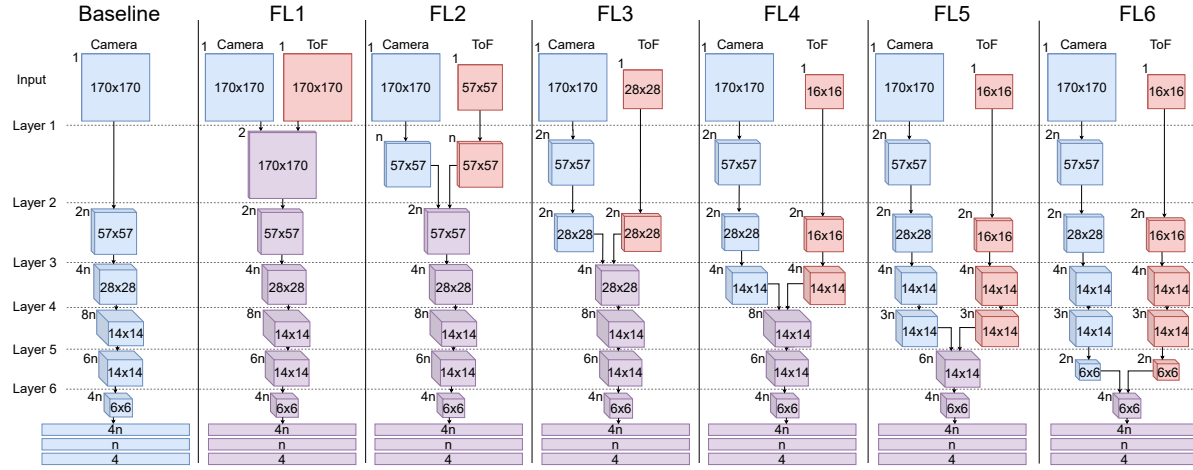 Baseline FL1 FL2 FL3 FL4 FL5 FL6
Camera 1 Camera 1 ToF 1 Camera ToF 1 Camera ToF 1 Camera ToF 1 Camera ToF 1 Camera ToF
1 1 1 1 1 1
Input 170x170 170x170 170x170 170x170 57x57 170x170 28x28 170x170 16x16 170x170 16x16 170x170 16x16
Layer 1
2 n n 2n 2n 2n 2n
170x170 57x57 57x57 57x57 57x57 57x57 57x57
Layer 2
2n 2n 2n 2n 2n 2n 2n 2n 2n 2n 2n
57x57 57x57 57x57 28x28 28x28 28x28 16x16 28x28 16x16 28x28 16x16
Layer 3
4n 4n 4n 4n 4n 4n 4n 4n 4n 4n
28x28 28x28 28x28 28x28 14x14 14x14 14x14 14x14 14x14 14x14
Layer 4
8n 8n 8n 8n 8n 3n 3n 3n 3n
14x14 14x14 14x14 14x14 14x14 14x14 14x14 14x14 14x14
Layer 5
6n 6n 6n 6n 6n 6n 2n 2n
14x14 14x14 14x14 14x14 14x14 14x14 6x6 6x6
Layer 6
4n 4n 4n 4n 4n 4n 4n
6x6 6x6 6x6 6x6 6x6 6x6 6x6
4n 4n 4n 4n 4n 4n 4n
n n n n n n n
4 4 4 4 4 4 4